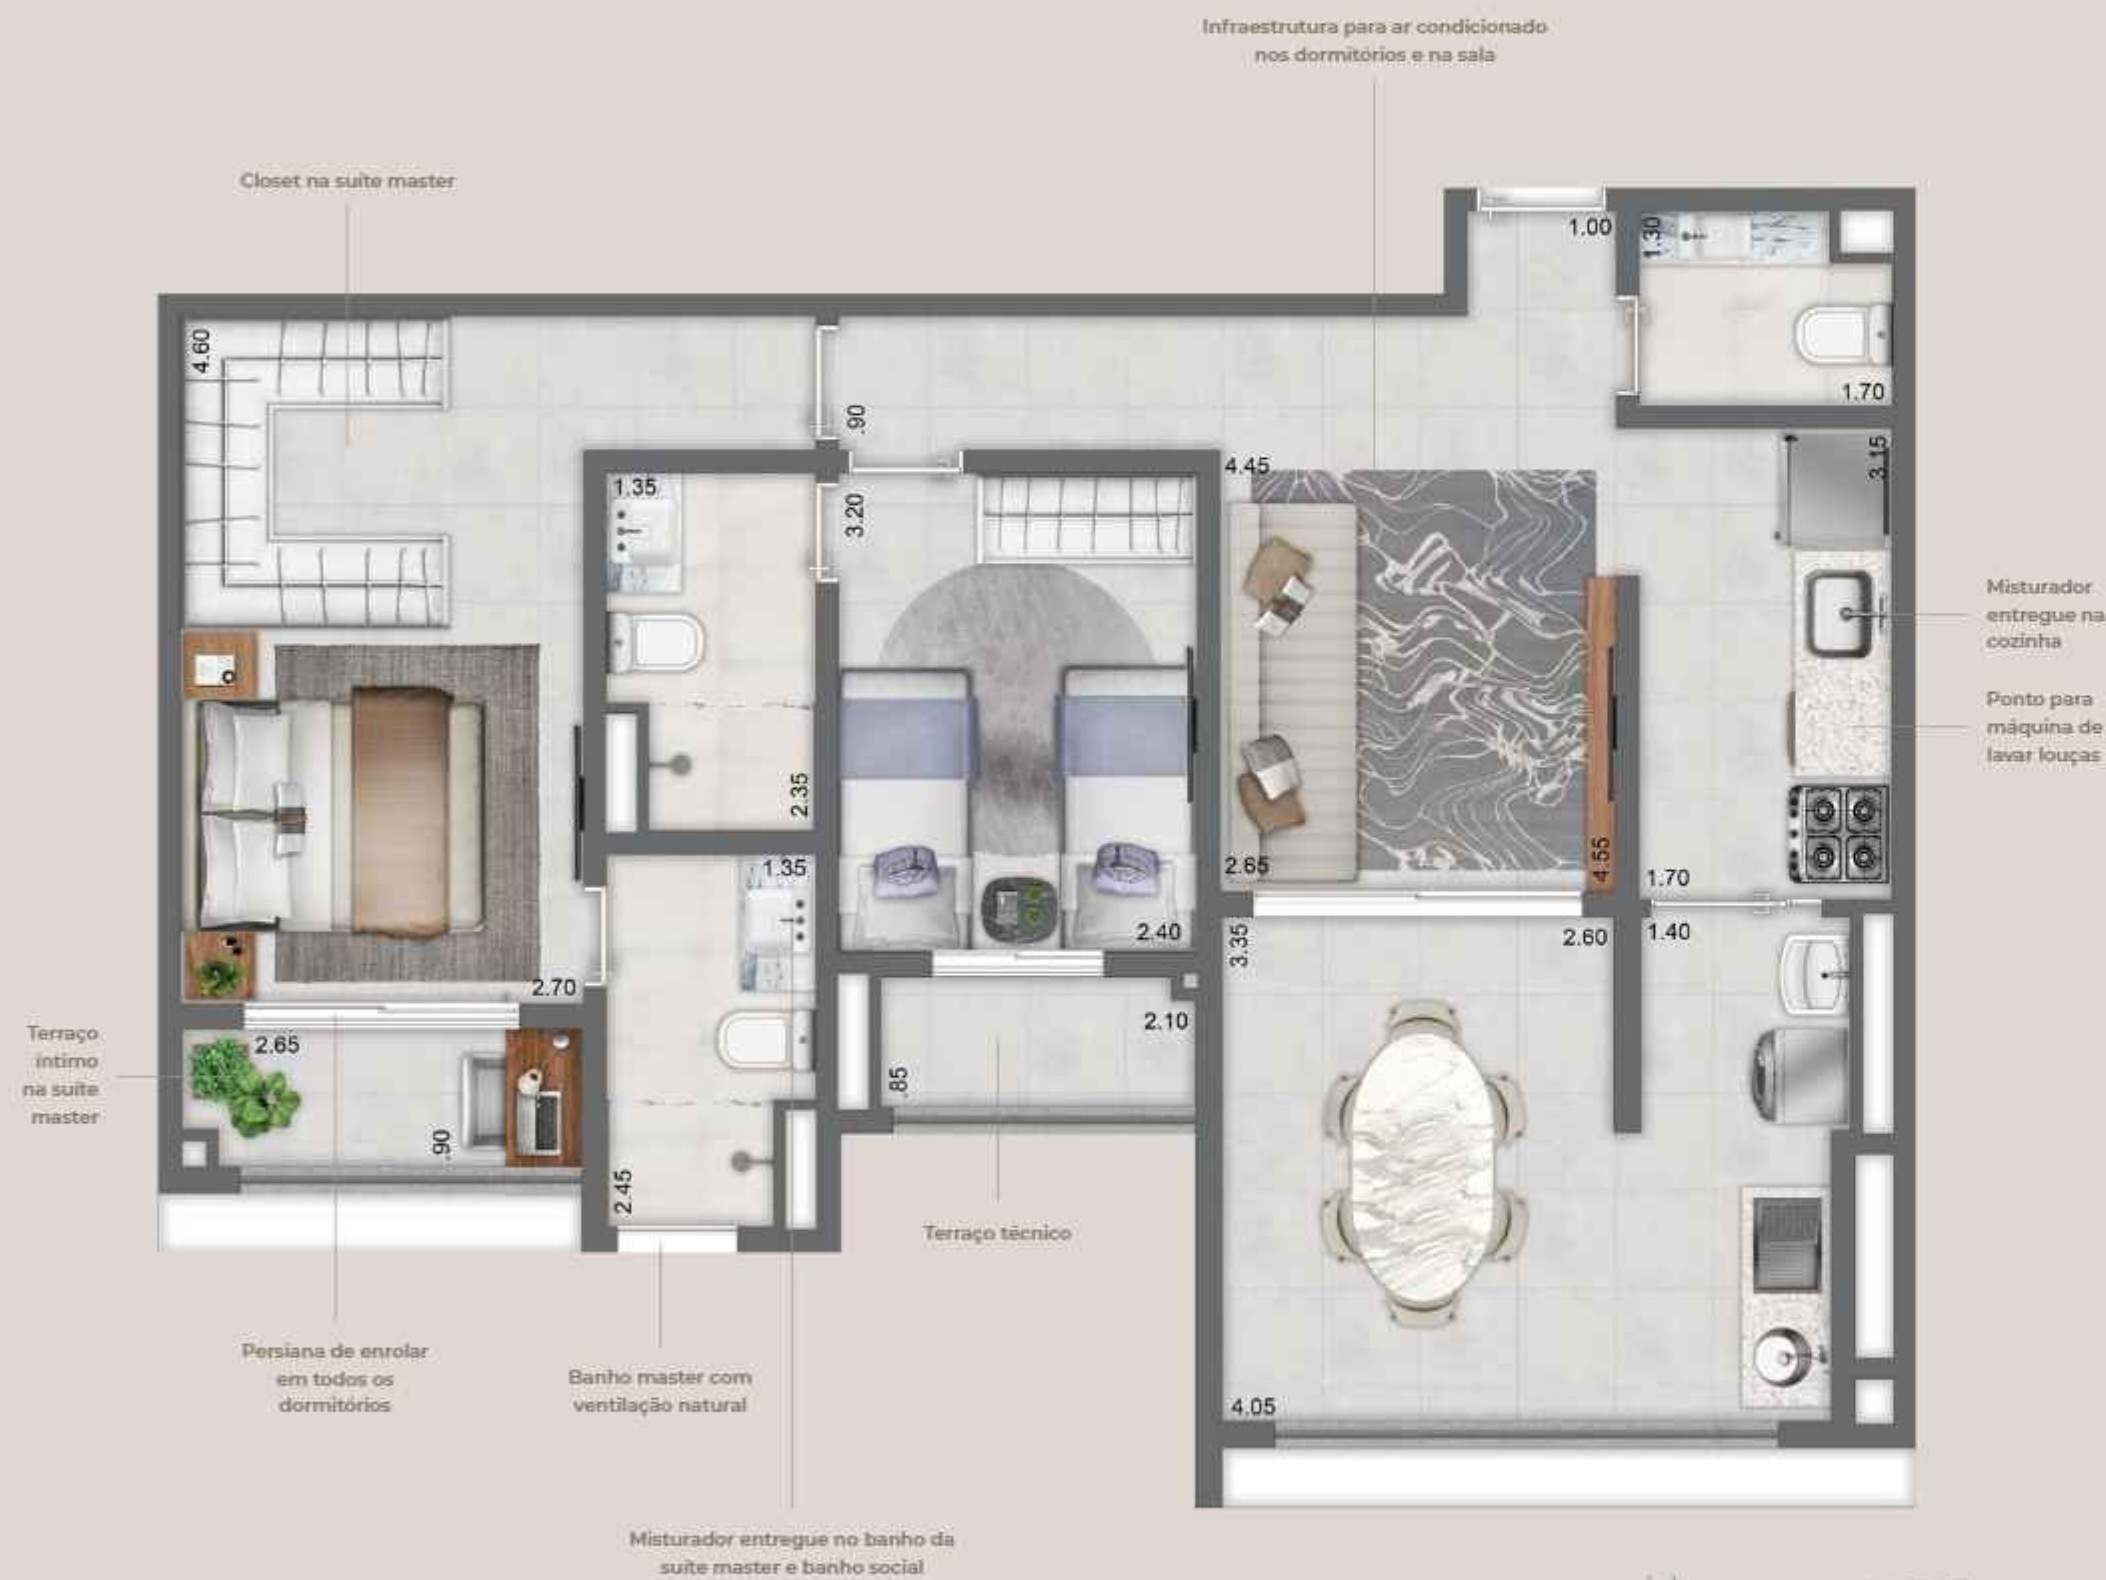 Infraestrutura para ar condicionado
nos dormitórios e na sala
Closet na suíte master
1.00
1.30
1.70
4.60
.90
4.45
3.15
1.35
3.20
Misturador
entregue na
cozinha
Ponto para
máquina de
lavar louças
2.35
2.65
4.55
1.70
1.35
2.40
3.35
2.60
1.40
2.70
Terraço
íntimo
na suíte
master
2.65
.90
2.10
.85
2.45
Terraço técnico
4.05
Persiana de enrolar
em todos os
dormitórios
Banho master com
ventilação natural
Misturador entregue no banho da
suíte master e banho social